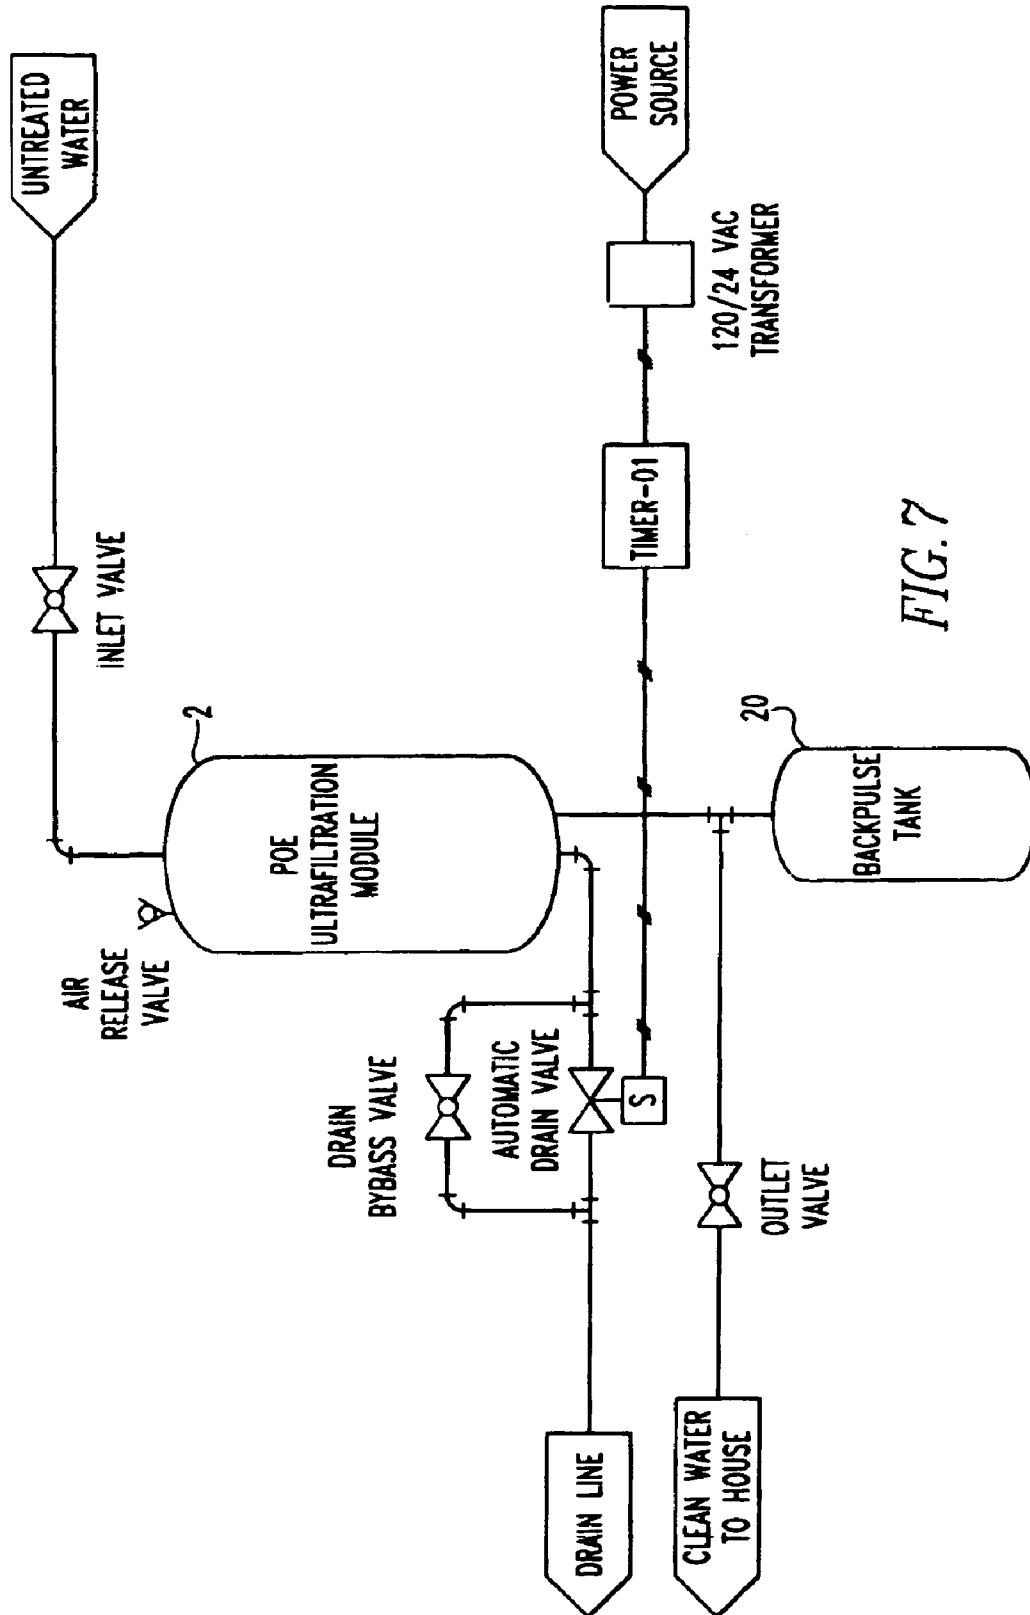 UNTREATED
WATER
INLET VALVE
2
AIR
RELEASE
VALVE
POE
ULTRAFILTRATION
MODULE
DRAIN
BYBASS VALVE
AUTOMATIC
DRAIN VALVE
S
TIMER-01
120/24 VAC
TRANSFORMER
POWER
SOURCE
DRAIN LINE
CLEAN WATER
TO HOUSE
OUTLET
VALVE
20
BACKPULSE
TANK
FIG. 7